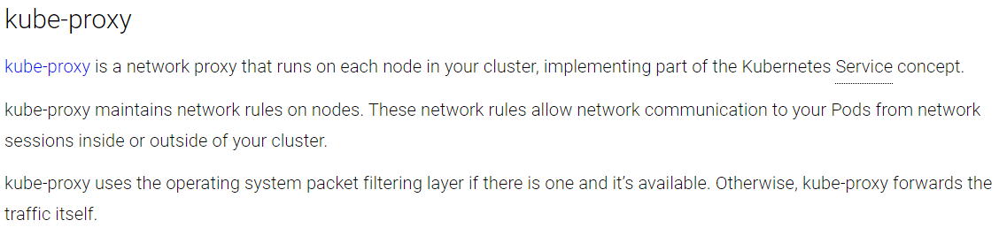 kube-proxy
kube-proxy is a network proxy that runs on each node in your cluster, implementing part of the Kubernetes Service concept.
kube-proxy maintains network rules on nodes. These network rules allow network communication to your Pods from network
sessions inside or outside of your cluster.
kube-proxy uses the operating system packet filtering layer if there is one and it’s available. Otherwise, kube-proxy forwards the
traffic itself.